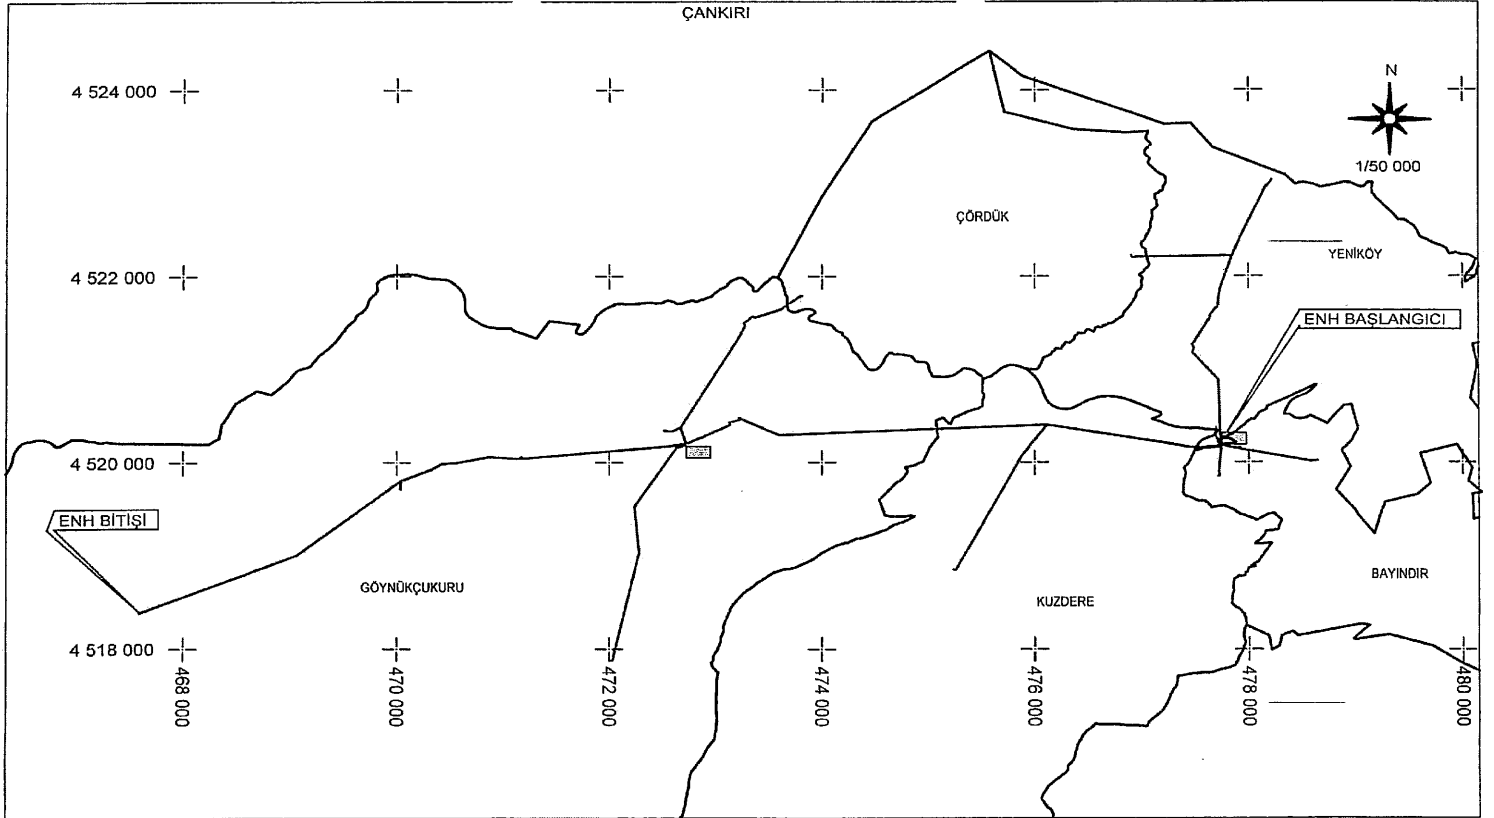 ÇANKIRI
4 524 000
N
1/50 000
ÇÖRDÜK
YENİKÖY
4 522 000
ENH BAŞLANGICI
4 520 000
ENH BİTİŞİ
GÖYNÜKÇUKURU
KUZDERE
BAYINDIR
4 518 000
468 000
470 000
472 000
474 000
476 000
478 000
480 000